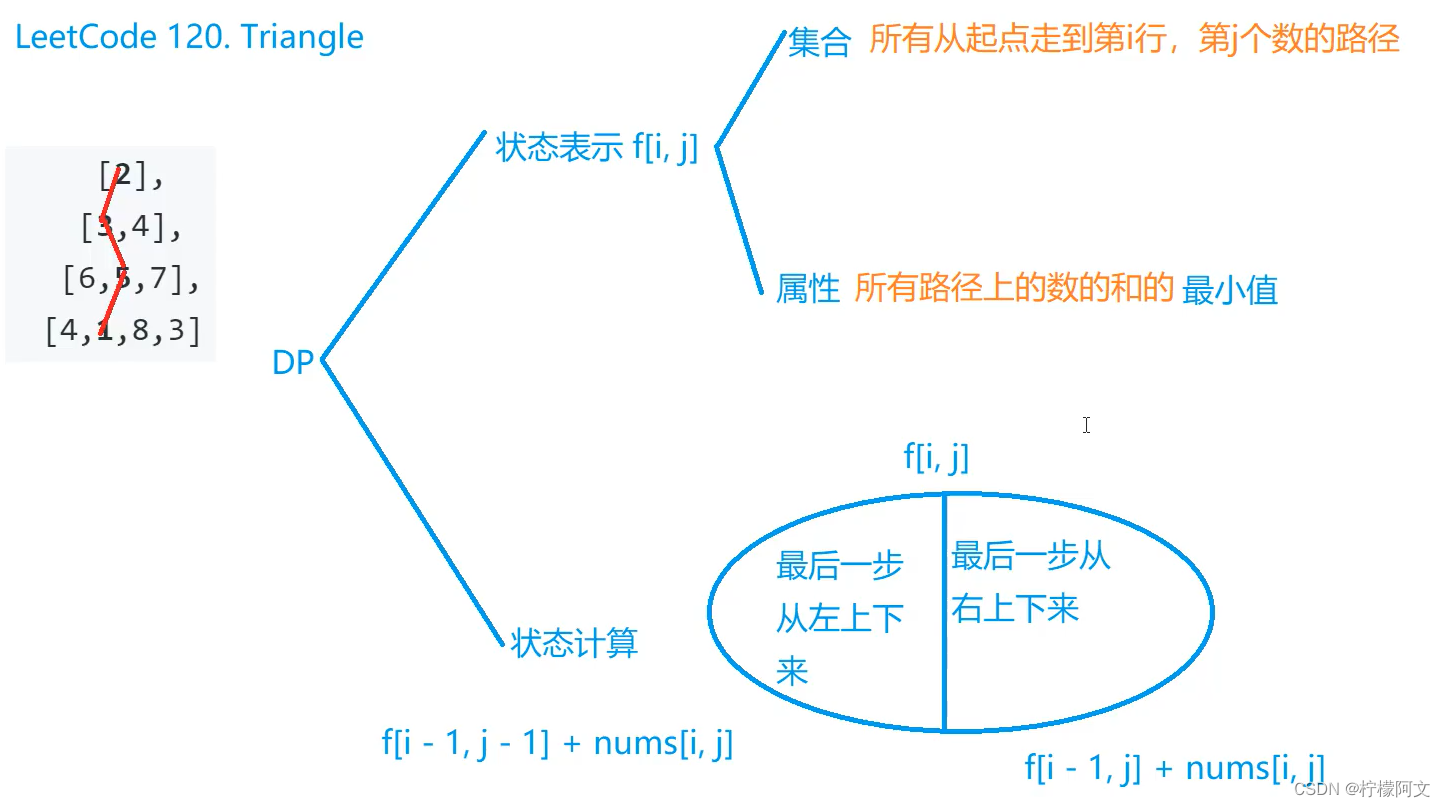 LeetCode 120. Triangle
集合 所有从起点走到第i行，第j个数的路径
状态表示 f[i, j]
[2],
[3,4],
[6,5,7],
[4,1,8,3]
属性 所有路径上的数的和的 最小值
DP
f[i, j]
最后一步
从左上下
来
最后一步从
右上下来
状态计算
f[i - 1, j - 1] + nums[i, j]
f[i - 1, j] + nums[i, j]
CSDN @柠檬阿文